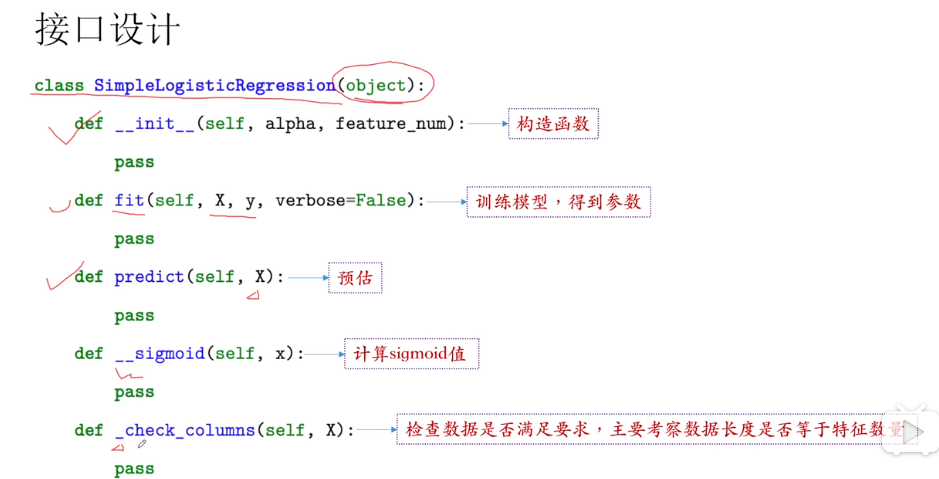 接口设计
class SimpleLogisticRegression(object):
def __init__(self, alpha, feature_num): 构造函数
pass
def fit(self, X, y, verbose=False): 训练模型，得到参数
pass
def predict(self, X): 预估
pass
def __sigmoid(self, x): 计算sigmoid值
pass
def _check_columns(self, X): 检查数据是否满足要求，主要考察数据长度是否等于特征数量
pass